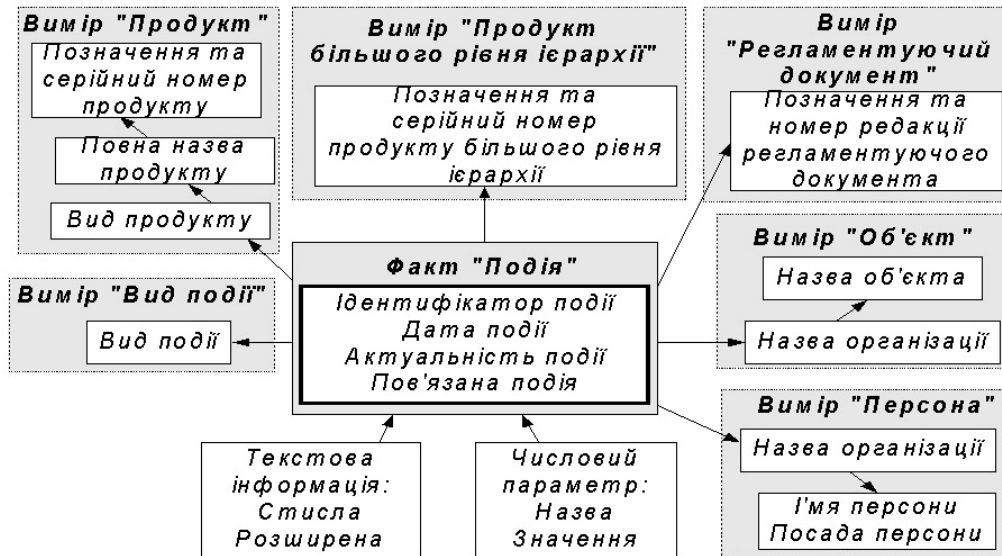 Вимір "Продукт"
Позначення та
серійний номер
продукту
Повна назва
продукту
Вид продукту
Вимір "Продукт
більшого рівня ієрархії"
Позначення та
серійний номер
продукту більшого рівня
ієрархії
Вимір
"Регламентуючий
документ"
Позначення та
номер редакції
регламентуючого
документа
Вимір "Вид події"
Вид події
Факт "Подія"
Ідентифікатор події
Дата події
Актуальність події
Пов'язана подія
Вимір "Об'єкт"
Назва об'єкта
Назва організації
Вимір "Персона"
Назва організації
І'мя персони
Посада персони
Текстова
інформація:
Стисла
Розширена
Числовий
параметр:
Назва
Значення